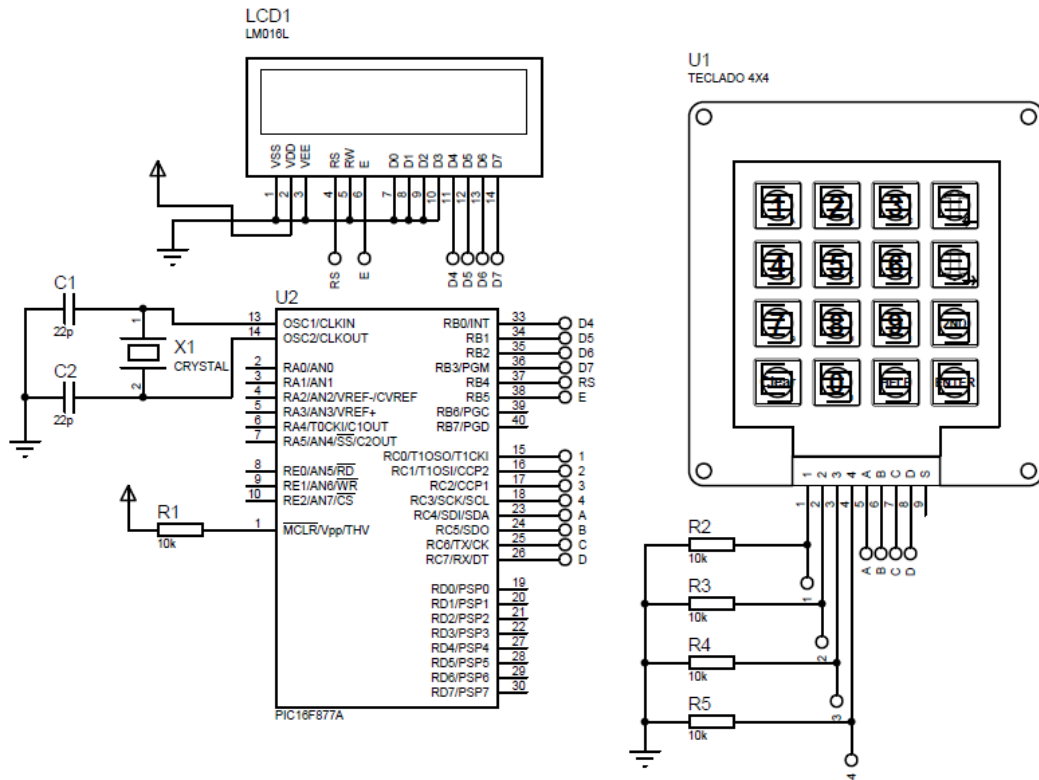 LCD1
LM016L
VSS
VDD
VEE
RS
RW
E
D0
D1
D2
D3
D4
D5
D6
D7
1
2
3
4
5
6
7
8
9
10
11
12
13
14
RS
E
D4
D5
D6
D7
C1
22p
C2
22p
1
2
X1
CRYSTAL
R1
10k
U2
13 OSC1/CLKIN
14 OSC2/CLKOUT
2 RA0/AN0
3 RA1/AN1
4 RA2/AN2/VREF-/CVREF
5 RA3/AN3/VREF+
6 RA4/T0CKI/C1OUT
7 RA5/AN4/SS/C2OUT
8 RE0/AN5/RD
9 RE1/AN6/WR
10 RE2/AN7/CS
1 MCLR/Vpp/THV
RB0/INT 33 D4
RB1 34 D5
RB2 35 D6
RB3/PGM 36 D7
RB4 37 RS
RB5 38 E
RB6/PGC 39
RB7/PGD 40
RC0/T1OSO/T1CKI 15 1
RC1/T1OSI/CCP2 16 2
RC2/CCP1 17 3
RC3/SCK/SCL 18 4
RC4/SDI/SDA 23 A
RC5/SDO 24 B
RC6/TX/CK 25 C
RC7/RX/DT 26 D
RD0/PSP0 19
RD1/PSP1 20
RD2/PSP2 21
RD3/PSP3 22
RD4/PSP4 27
RD5/PSP5 28
RD6/PSP6 29
RD7/PSP7 30
PIC16F877A
U1
TECLADO 4X4
1 2 3
4 5 6
7 8 9 2ND
Clear 0 HELP ENTER
1 2 3 4 A B C D S
1 2 3 4 5 6 7 8 9
A B C D
R2
10k
1
R3
10k
2
R4
10k
3
R5
10k
4